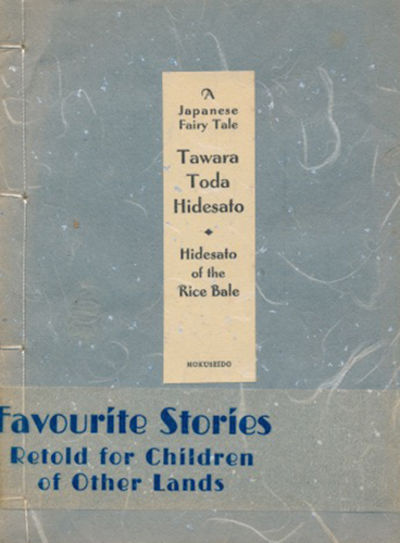 A
Japanese
Fairy Tale
Tawara
Toda
Hidesato
Hidesato
of the
Rice Bale
HOKUSEIDO
Favourite Stories
Retold for Children
of Other Lands